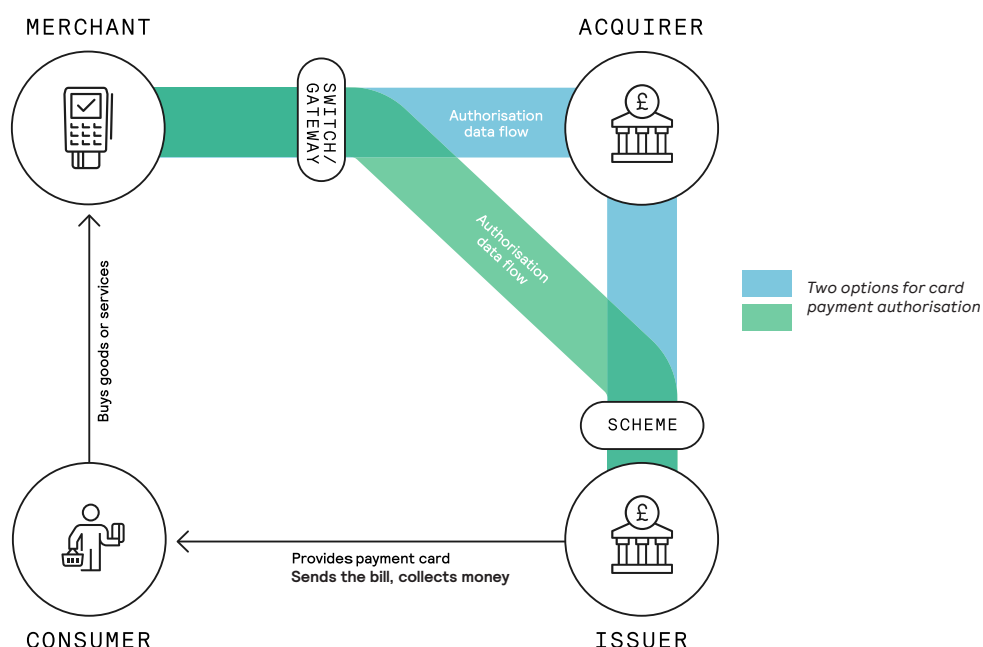 MERCHANT
ACQUIRER
SWITCH/
GATEWAY
Authorisation
data flow
£
Authorisation
data flow
Two options for card
payment authorisation
Buys goods or services
SCHEME
£
Provides payment card
Sends the bill, collects money
CONSUMER
ISSUER